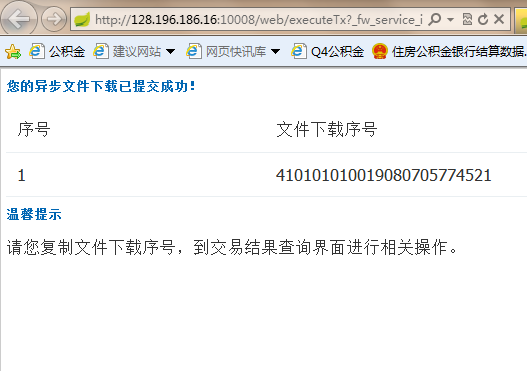 http://128.196.186.16:10008/web/executeTx?_fw_service_i
公积金 建议网站 网页快讯库 Q4公积金 住房公积金银行结算数据.
您的异步文件下载已提交成功！
序号 文件下载序号
1 410101010019080705774521
温馨提示
请您复制文件下载序号，到交易结果查询界面进行相关操作。